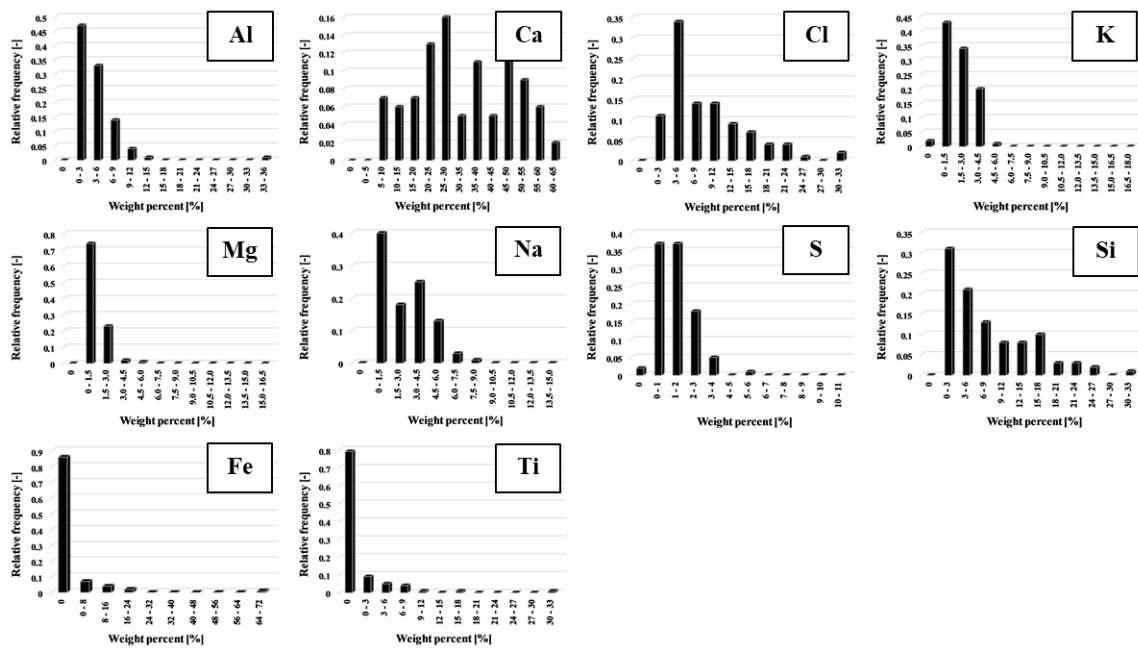 Al
Relative frequency [-]
0.5
0.45
0.4
0.35
0.3
0.25
0.2
0.15
0.1
0.05
0
0
0 - 3
3 - 6
6 - 9
9 - 12
12 - 15
15 - 18
18 - 21
21 - 24
24 - 27
27 - 30
30 - 33
33 - 36
Weight percent [%]
Ca
Relative frequency [-]
0.16
0.14
0.12
0.1
0.08
0.06
0.04
0.02
0
0
0 - 5
5 - 10
10 - 15
15 - 20
20 - 25
25 - 30
30 - 35
35 - 40
40 - 45
45 - 50
50 - 55
55 - 60
60 - 65
Weight percent [%]
Cl
Relative frequency [-]
0.35
0.3
0.25
0.2
0.15
0.1
0.05
0
0
0 - 3
3 - 6
6 - 9
9 - 12
12 - 15
15 - 18
18 - 21
21 - 24
24 - 27
27 - 30
30 - 33
Weight percent [%]
K
Relative frequency [-]
0.45
0.4
0.35
0.3
0.25
0.2
0.15
0.1
0.05
0
0
0 - 1.5
1.5 - 3.0
3.0 - 4.5
4.5 - 6.0
6.0 - 7.5
7.5 - 9.0
9.0 - 10.5
10.5 - 12.0
12.0 - 13.5
13.5 - 15.0
15.0 - 16.5
16.5 - 18.0
Weight percent [%]
Mg
Relative frequency [-]
0.8
0.7
0.6
0.5
0.4
0.3
0.2
0.1
0
0
0 - 1.5
1.5 - 3.0
3.0 - 4.5
4.5 - 6.0
6.0 - 7.5
7.5 - 9.0
9.0 - 10.5
10.5 - 12.0
12.0 - 13.5
13.5 - 15.0
15.0 - 16.5
Weight percent [%]
Na
Relative frequency [-]
0.4
0.3
0.2
0.1
0
0
0 - 1.5
1.5 - 3.0
3.0 - 4.5
4.5 - 6.0
6.0 - 7.5
7.5 - 9.0
9.0 - 10.5
10.5 - 12.0
12.0 - 13.5
13.5 - 15.0
Weight percent [%]
S
Relative frequency [-]
0.4
0.35
0.3
0.25
0.2
0.15
0.1
0.05
0
0
0 - 1
1 - 2
2 - 3
3 - 4
4 - 5
5 - 6
6 - 7
7 - 8
8 - 9
9 - 10
10 - 11
Weight percent [%]
Si
Relative frequency [-]
0.35
0.3
0.25
0.2
0.15
0.1
0.05
0
0
0 - 3
3 - 6
6 - 9
9 - 12
12 - 15
15 - 18
18 - 21
21 - 24
24 - 27
27 - 30
30 - 33
Weight percent [%]
Fe
Relative frequency [-]
0.9
0.8
0.7
0.6
0.5
0.4
0.3
0.2
0.1
0
0
0 - 8
8 - 16
16 - 24
24 - 32
32 - 40
40 - 48
48 - 56
56 - 64
64 - 72
Weight percent [%]
Ti
Relative frequency [-]
0.8
0.7
0.6
0.5
0.4
0.3
0.2
0.1
0
0
0 - 3
3 - 6
6 - 9
9 - 12
12 - 15
15 - 18
18 - 21
21 - 24
24 - 27
27 - 30
30 - 33
Weight percent [%]